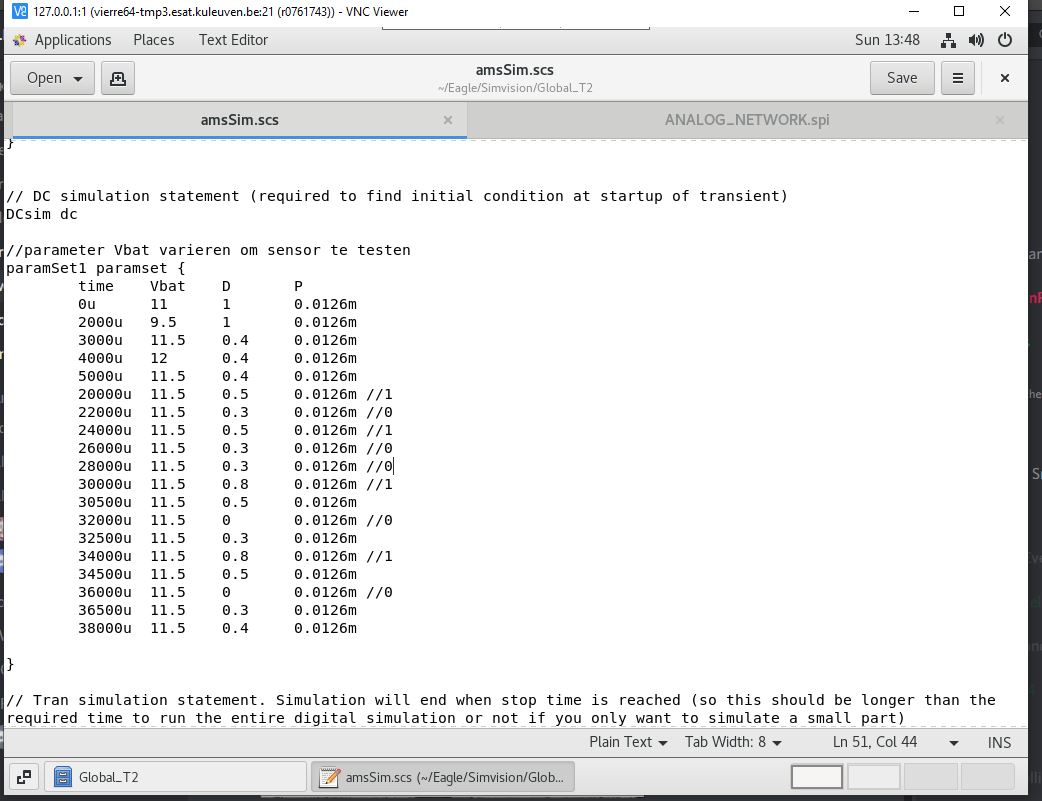 127.0.0.1:1 (vierre64-tmp3.esat.kuleuven.be:21 (r0761743)) - VNC Viewer
Applications Places Text Editor Sun 13:48
Open amsSim.scs Save
~/Eagle/Simvision/Global_T2
amsSim.scs ANALOG_NETWORK.spi
}
// DC simulation statement (required to find initial condition at startup of transient)
DCsim dc
//parameter Vbat varieren om sensor te testen
paramSet1 paramset {
time Vbat D P
0u 11 1 0.0126m
2000u 9.5 1 0.0126m
3000u 11.5 0.4 0.0126m
4000u 12 0.4 0.0126m
5000u 11.5 0.4 0.0126m
20000u 11.5 0.5 0.0126m //1
22000u 11.5 0.3 0.0126m //0
24000u 11.5 0.5 0.0126m //1
26000u 11.5 0.3 0.0126m //0
28000u 11.5 0.3 0.0126m //0
30000u 11.5 0.8 0.0126m //1
30500u 11.5 0.5 0.0126m
32000u 11.5 0 0.0126m //0
32500u 11.5 0.3 0.0126m
34000u 11.5 0.8 0.0126m //1
34500u 11.5 0.5 0.0126m
36000u 11.5 0 0.0126m //0
36500u 11.5 0.3 0.0126m
38000u 11.5 0.4 0.0126m
}
// Tran simulation statement. Simulation will end when stop time is reached (so this should be longer than the
required time to run the entire digital simulation or not if you only want to simulate a small part)
Plain Text Tab Width: 8 Ln 51, Col 44 INS
Global_T2 amsSim.scs (~/Eagle/Simvision/Glob...